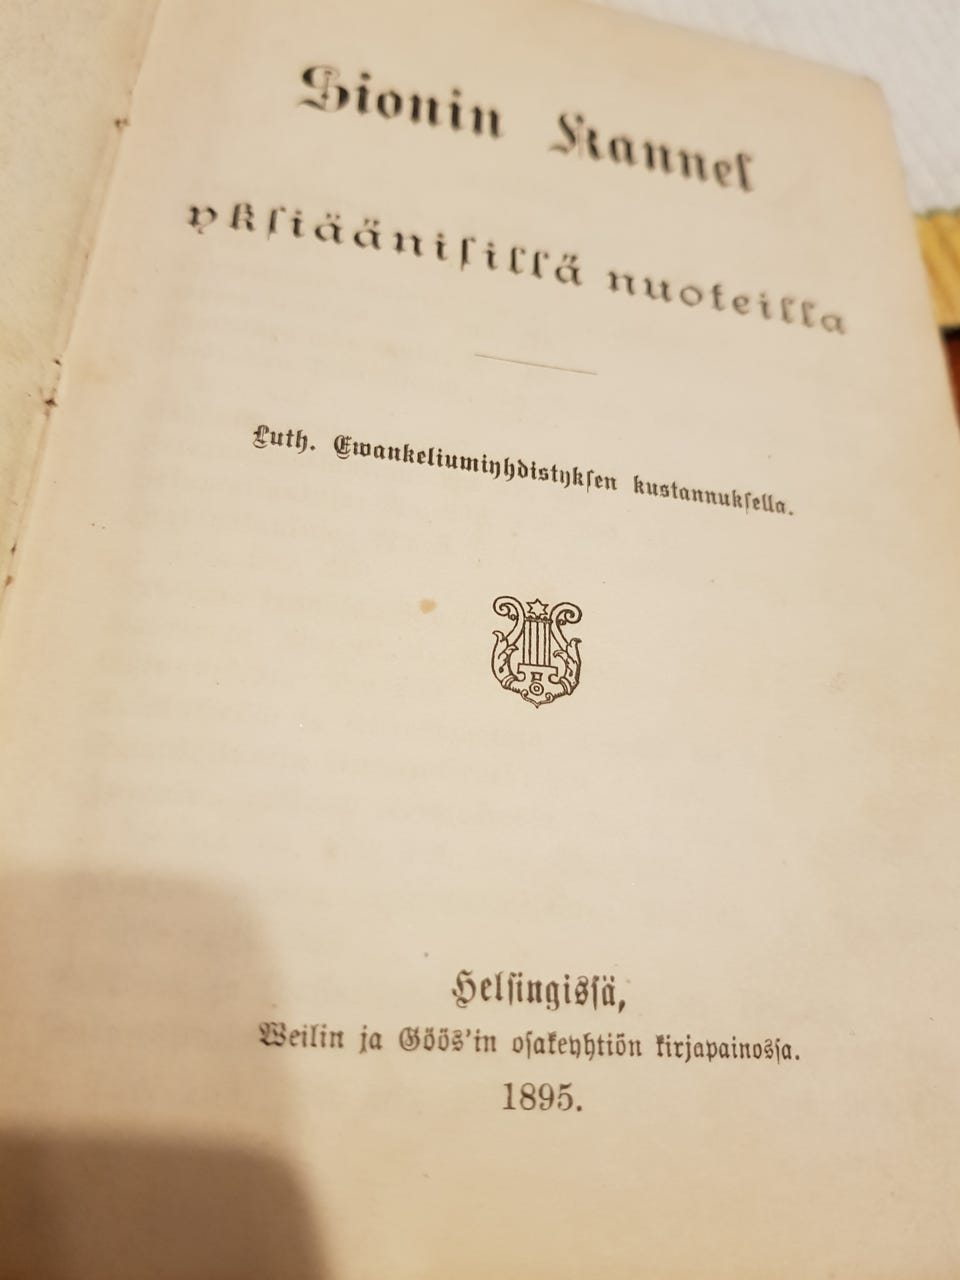 Sionin Kannel
yksiäänisillä nuoteilla
Luth. Ewankeliumiyhdistyksen kustannuksella.
Helsingissä,
Weilin ja Göös'in osakeyhtiön kirjapainossa.
1895.